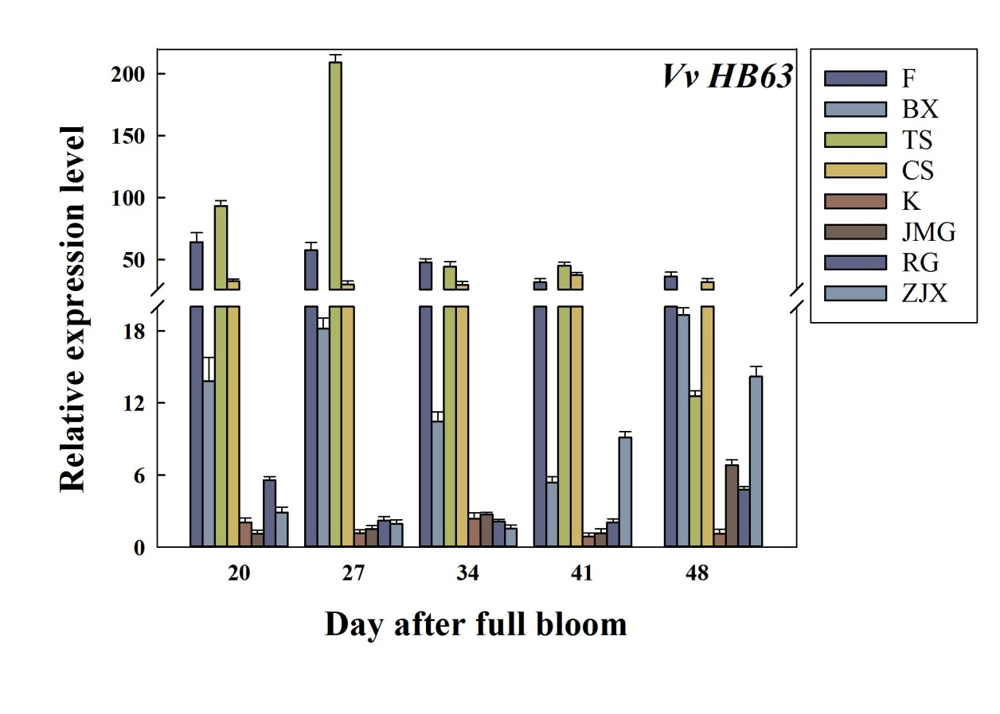 Vv HB63
Relative expression level
200
150
100
50
18
12
6
0
20 27 34 41 48
Day after full bloom
F
BX
TS
CS
K
JMG
RG
ZJX